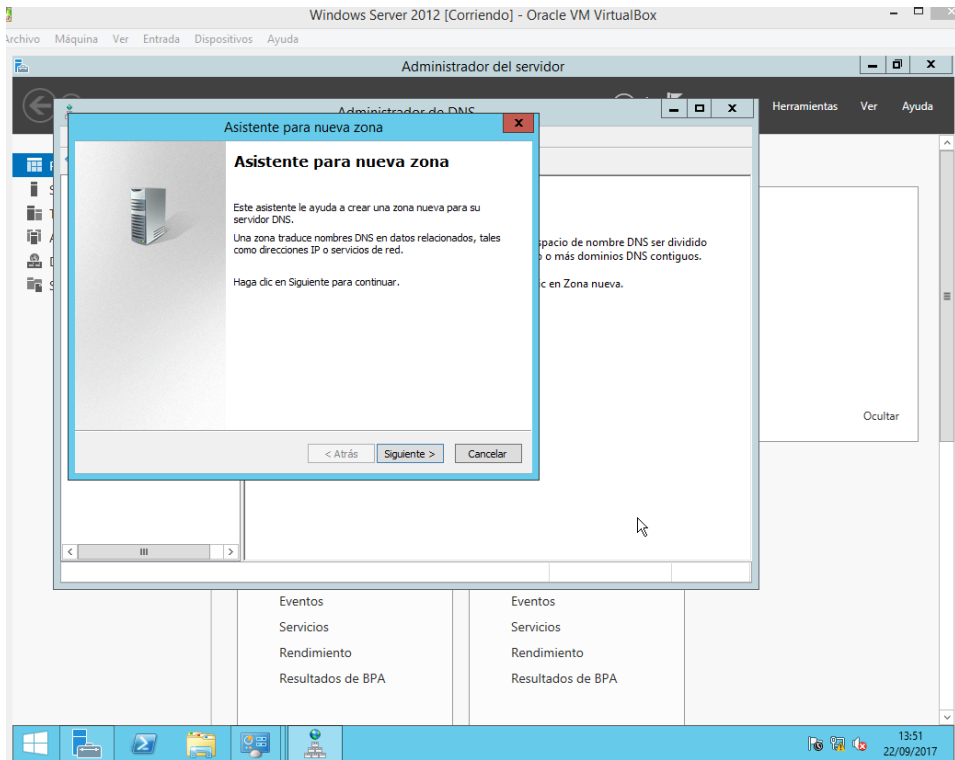 Windows Server 2012 [Corriendo] - Oracle VM VirtualBox
Archivo Máquina Ver Entrada Dispositivos Ayuda
Administrador del servidor
Herramientas Ver Ayuda
Administrador de DNS
Asistente para nueva zona
Asistente para nueva zona
Este asistente le ayuda a crear una zona nueva para su
servidor DNS.
Una zona traduce nombres DNS en datos relacionados, tales
como direcciones IP o servicios de red.
Haga clic en Siguiente para continuar.
< Atrás Siguiente > Cancelar
spacio de nombre DNS ser dividido
o más dominios DNS contiguos.
en Zona nueva.
Ocultar
Eventos
Servicios
Rendimiento
Resultados de BPA
Eventos
Servicios
Rendimiento
Resultados de BPA
13:51
22/09/2017